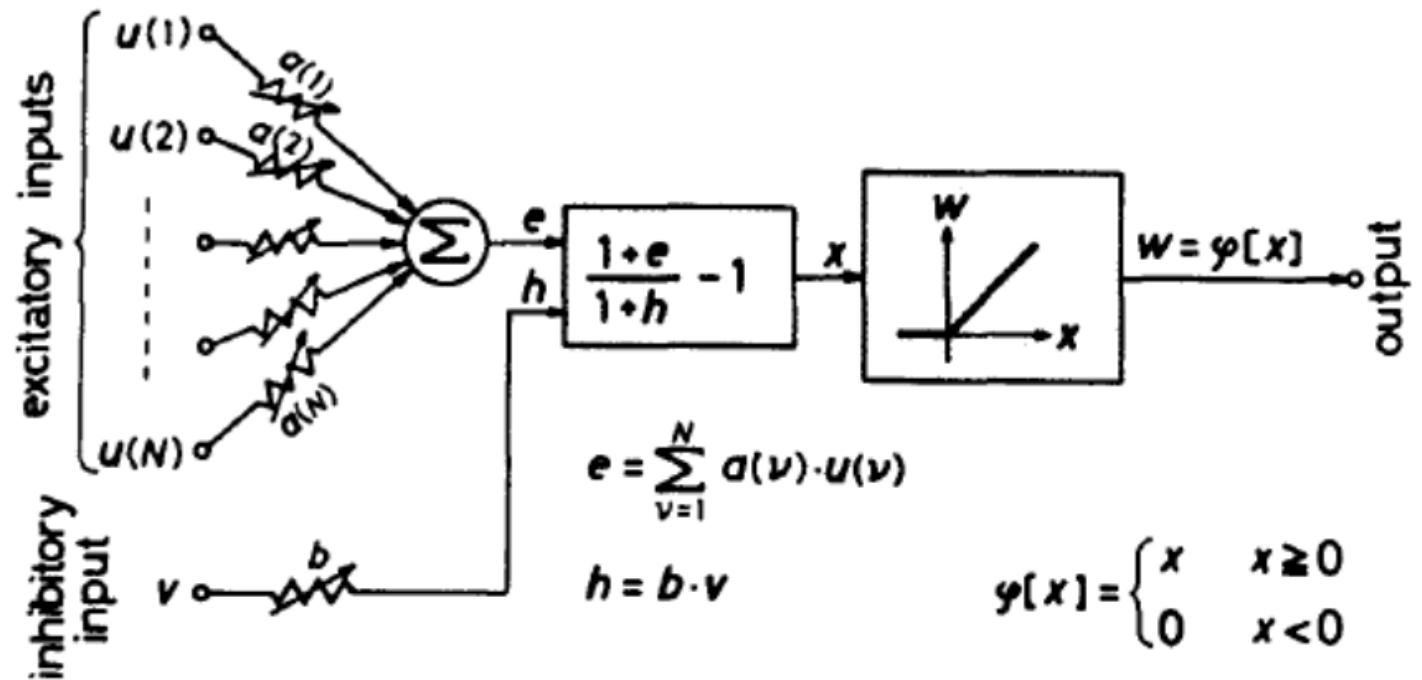 excitatory inputs
u(1)
a(1)
u(2)
a(2)
u(N)
a(N)
Σ
e
h
1+e
1+h
-1
x
w
x
w = φ[x]
output
inhibitory
input
v
b
e = Σ a(ν)·u(ν)
N
ν=1
h = b·v
φ[x] = { x x≧0
0 x<0